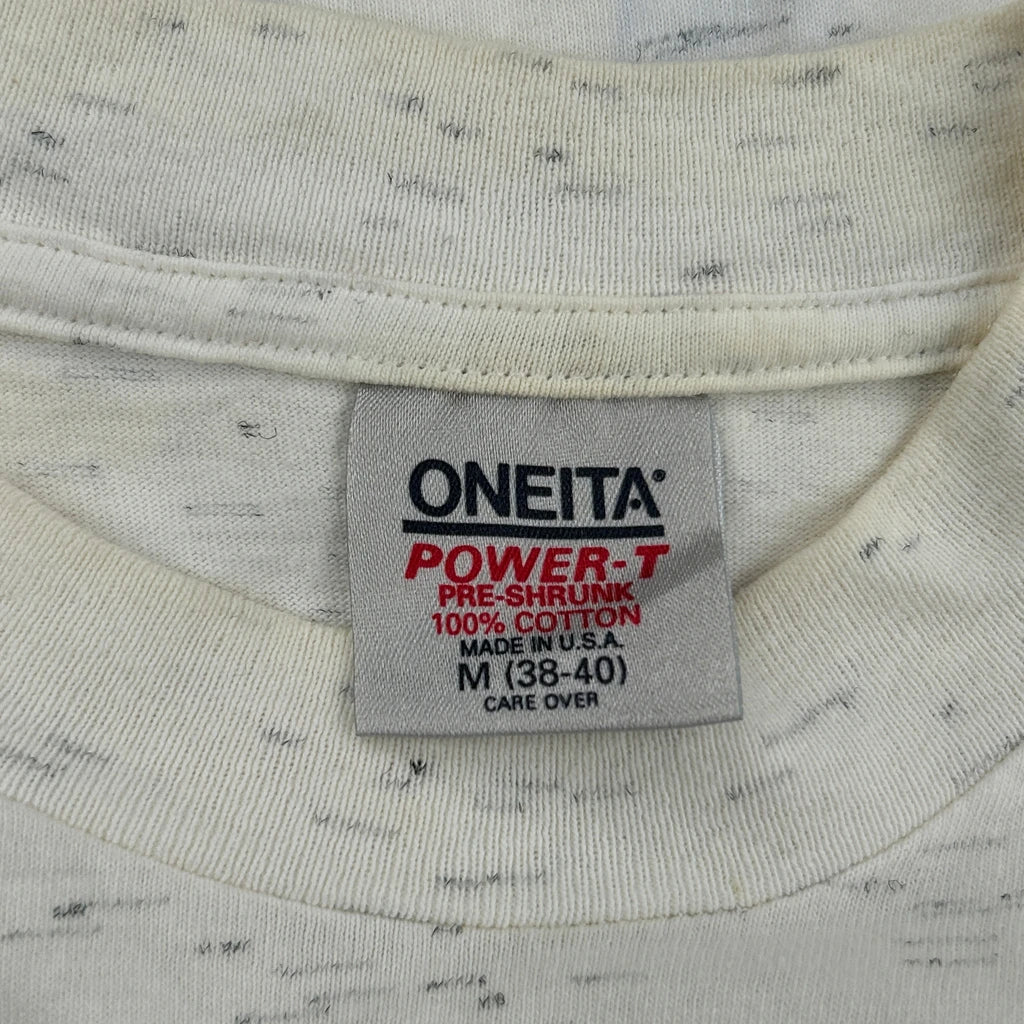 ONEITA®
POWER-T
PRE-SHRUNK
100% COTTON
MADE IN U.S.A.
M (38-40)
CARE OVER